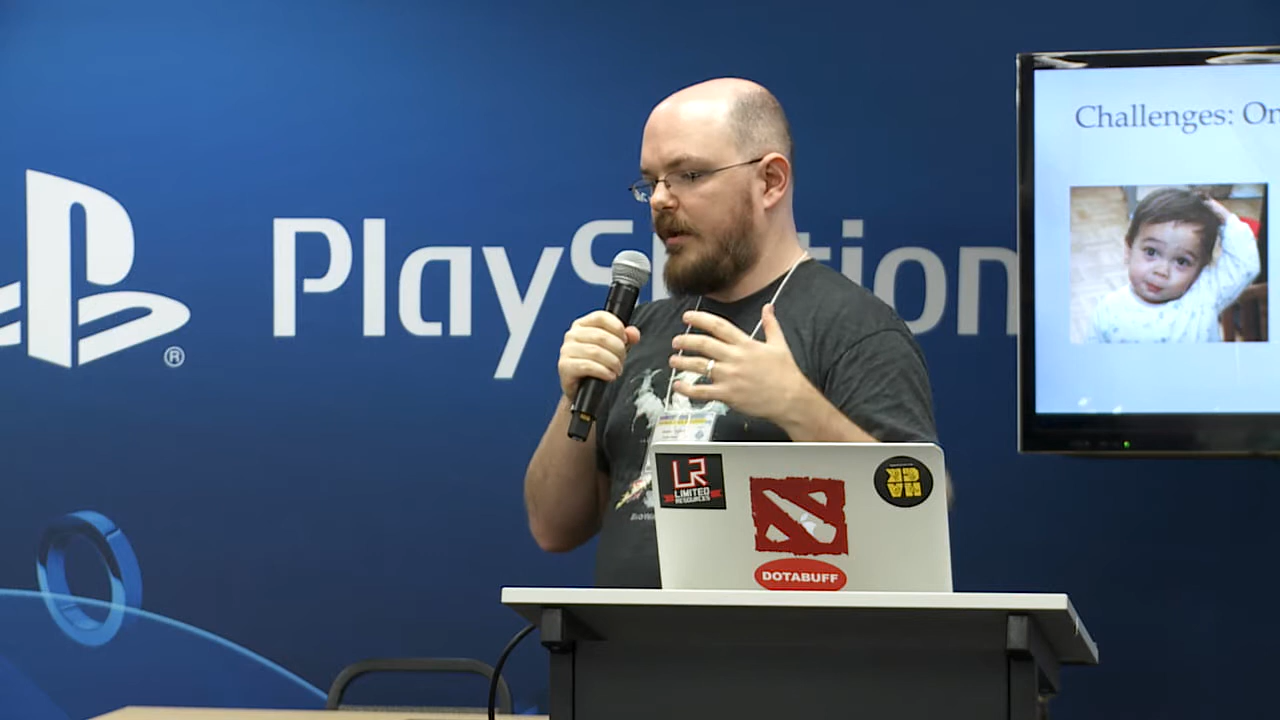 PlayStation
®
Challenges: On
LR
LIMITED
RESOURCES
DOTABUFF